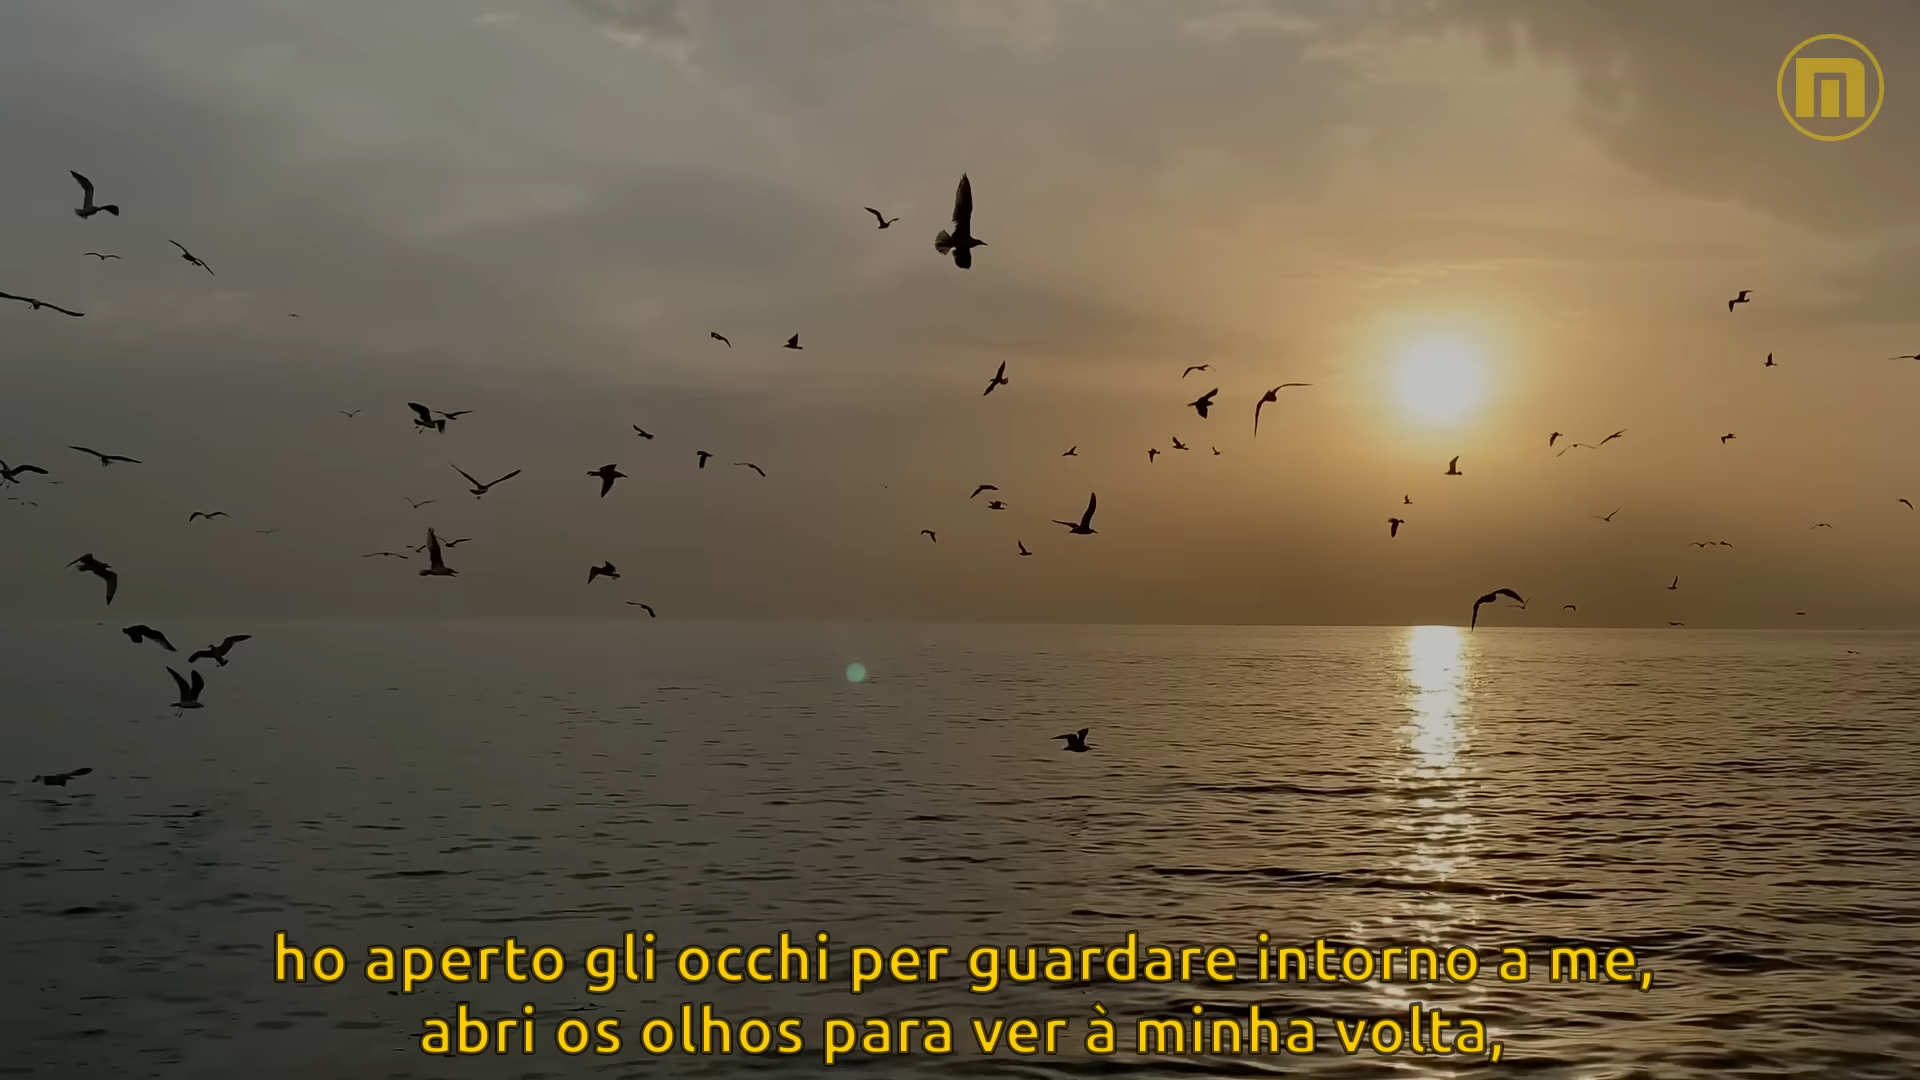 ho aperto gli occhi per guardare intorno a me,
abri os olhos para ver à minha volta,